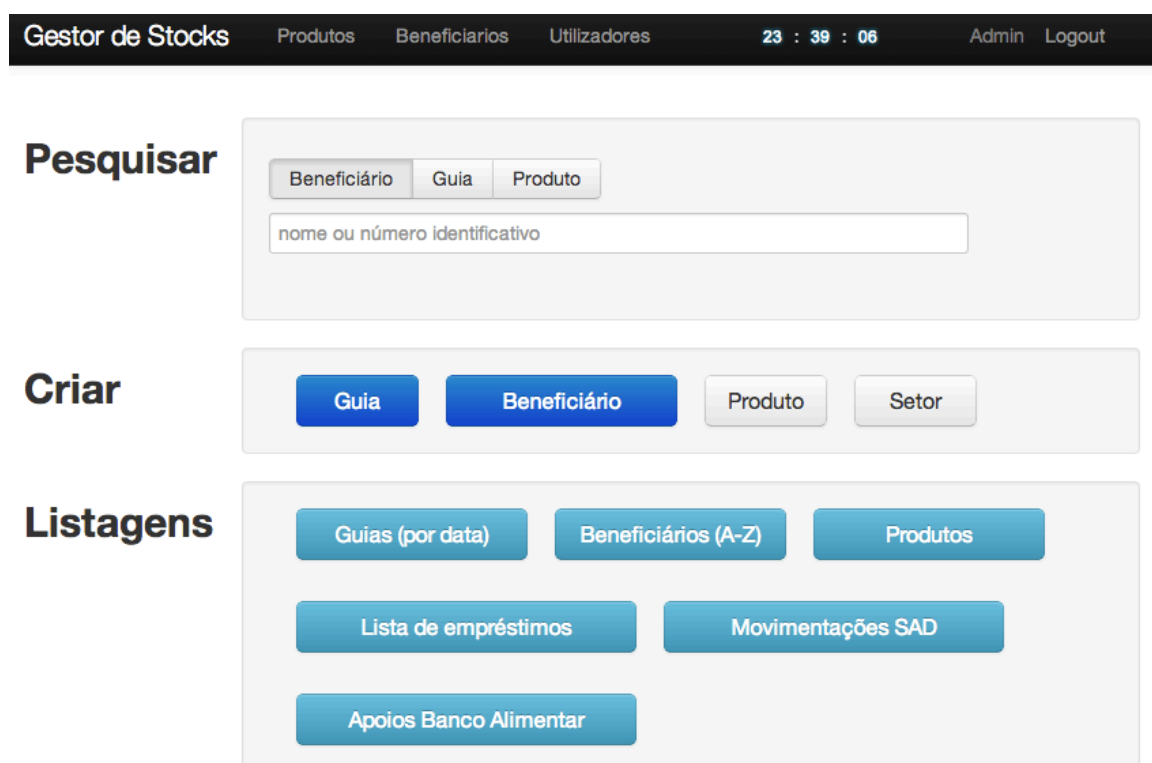 Gestor de Stocks Produtos Beneficiarios Utilizadores 23 : 39 : 06 Admin Logout
Pesquisar
Beneficiário Guia Produto
nome ou número identificativo
Criar
Guia Beneficiário Produto Setor
Listagens
Guias (por data) Beneficiários (A-Z) Produtos
Lista de empréstimos Movimentações SAD
Apoios Banco Alimentar